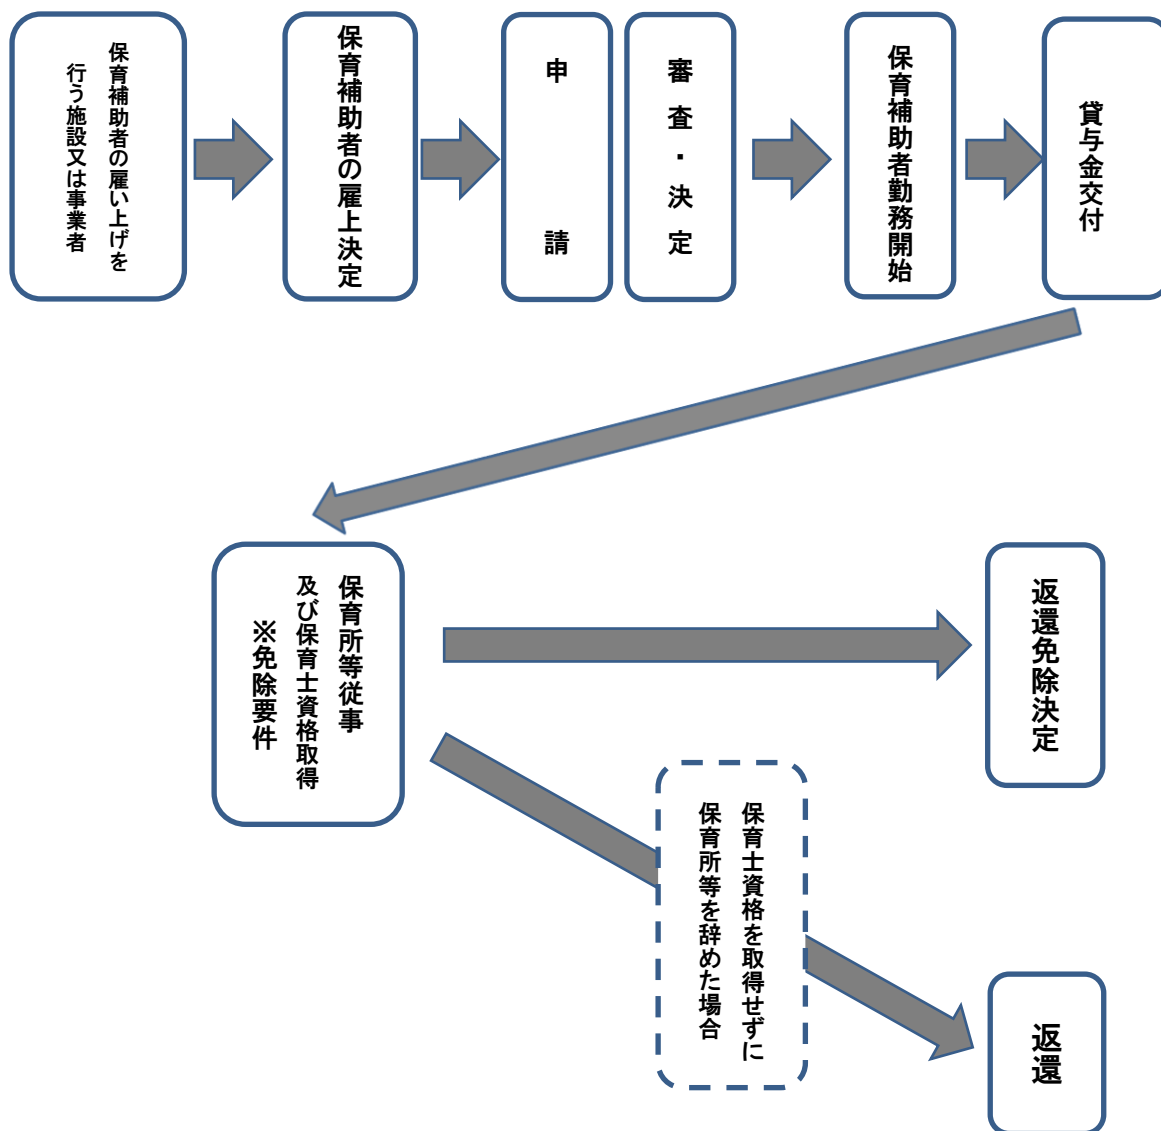 保育補助者の雇い上げを
行う施設又は事業者
保育補助者の雇上決定
申請
審査・決定
保育補助者勤務開始
貸与金交付
保育所等従事
及び保育士資格取得
※免除要件
返還免除決定
保育士資格を取得せずに
保育所等を辞めた場合
返還